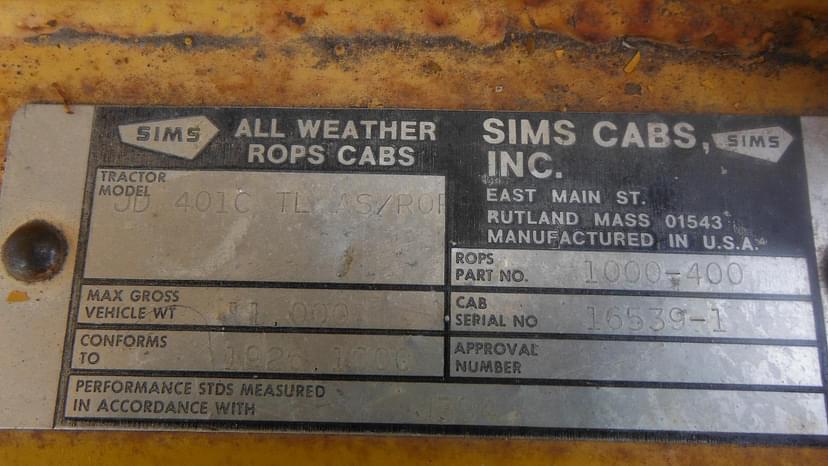 SIMS
ALL WEATHER
ROPS CABS
SIMS CABS,
INC.
SIMS
EAST MAIN ST.
RUTLAND MASS 01543
MANUFACTURED IN U.S.A.
TRACTOR
MODEL
JD 401C TL AS/ROP
ROPS
PART NO. 1000-400
MAX GROSS
VEHICLE WT 11,000
CAB
SERIAL NO 16539-1
CONFORMS
TO 1926.1000
APPROVAL
NUMBER
PERFORMANCE STDS MEASURED
IN ACCORDANCE WITH